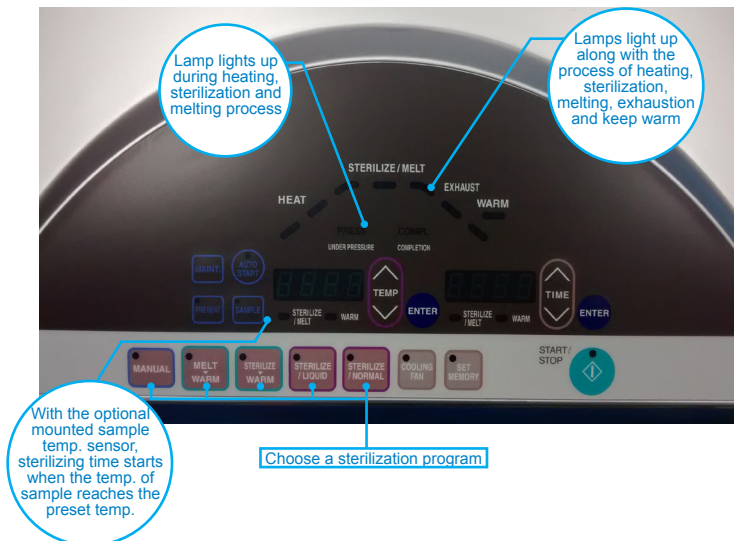 Lamp lights up
during heating,
sterilization and
melting process
Lamps light up
along with the
process of heating,
sterilization,
melting, exhaustion
and keep warm
STERILIZE / MELT
EXHAUST
HEAT
WARM
PRESS
COMPL.
UNDER PRESSURE
COMPLETION
MAINT.
AUTO
START
TEMP
TIME
PREHEAT
SAMPLE
ENTER
ENTER
STERILIZE
/ MELT
WARM
STERILIZE
/ MELT
WARM
START/
STOP
MANUAL
MELT
WARM
STERILIZE
WARM
STERILIZE
/ LIQUID
STERILIZE
/ NORMAL
COOLING
FAN
SET
MEMORY
With the optional
mounted sample
temp. sensor,
sterilizing time starts
when the temp. of
sample reaches the
preset temp.
Choose a sterilization program